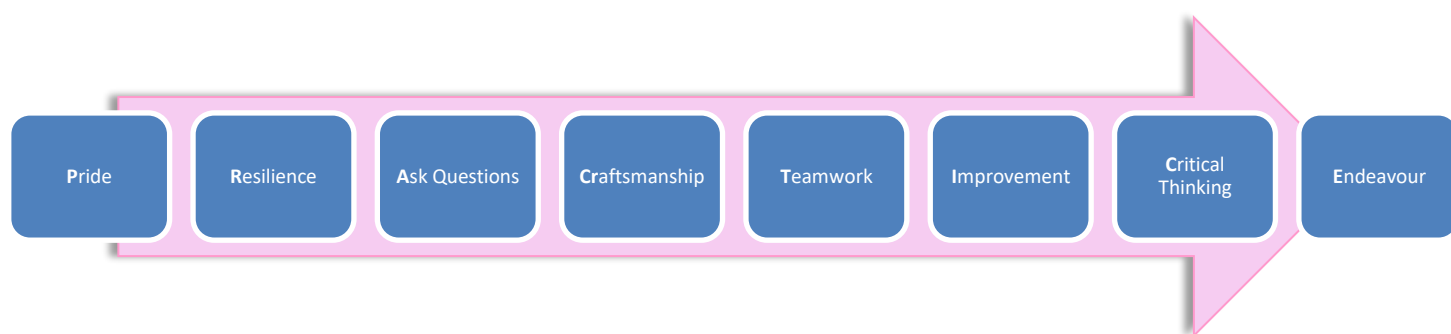 Pride
Resilience
Ask Questions
Craftsmanship
Teamwork
Improvement
Critical
Thinking
Endeavour